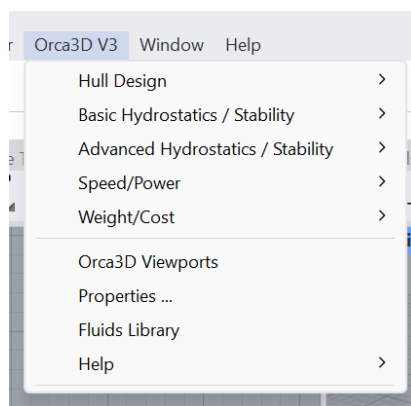 Orca3D V3 Window Help
Hull Design
Basic Hydrostatics / Stability
Advanced Hydrostatics / Stability
Speed/Power
Weight/Cost
Orca3D Viewports
Properties ...
Fluids Library
Help